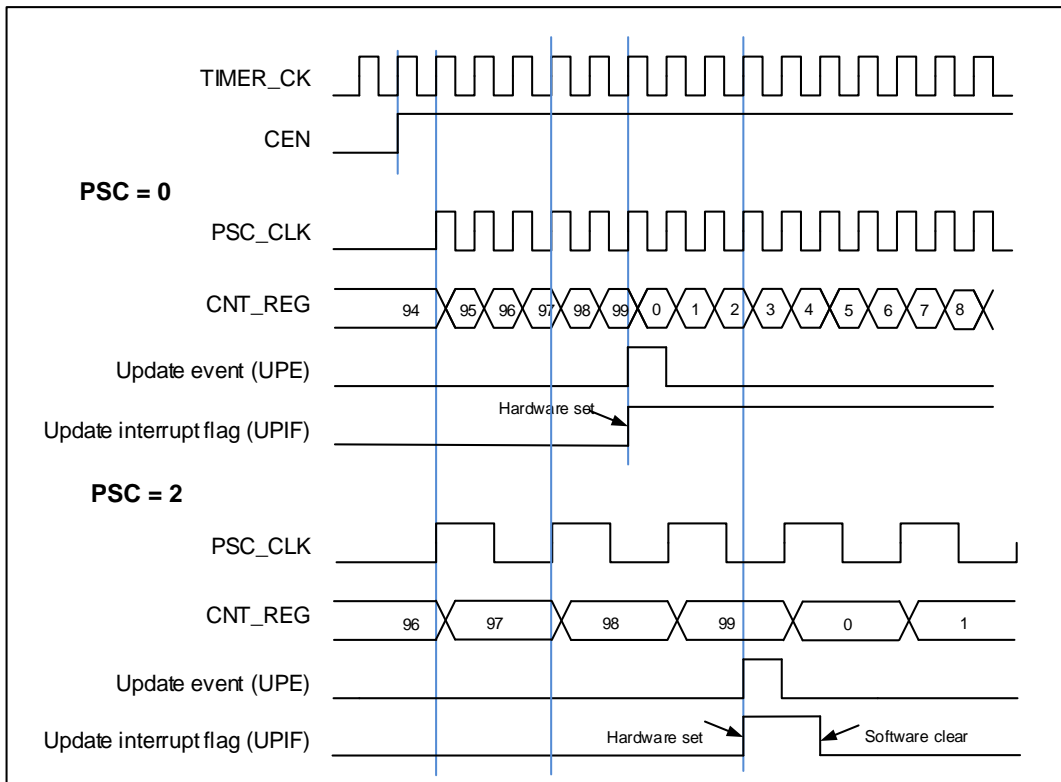 TIMER_CK
CEN
PSC = 0
PSC_CLK
CNT_REG 94 95 96 97 98 99 0 1 2 3 4 5 6 7 8
Update event (UPE)
Hardware set
Update interrupt flag (UPIF)
PSC = 2
PSC_CLK
CNT_REG 96 97 98 99 0 1
Update event (UPE)
Update interrupt flag (UPIF) Hardware set Software clear